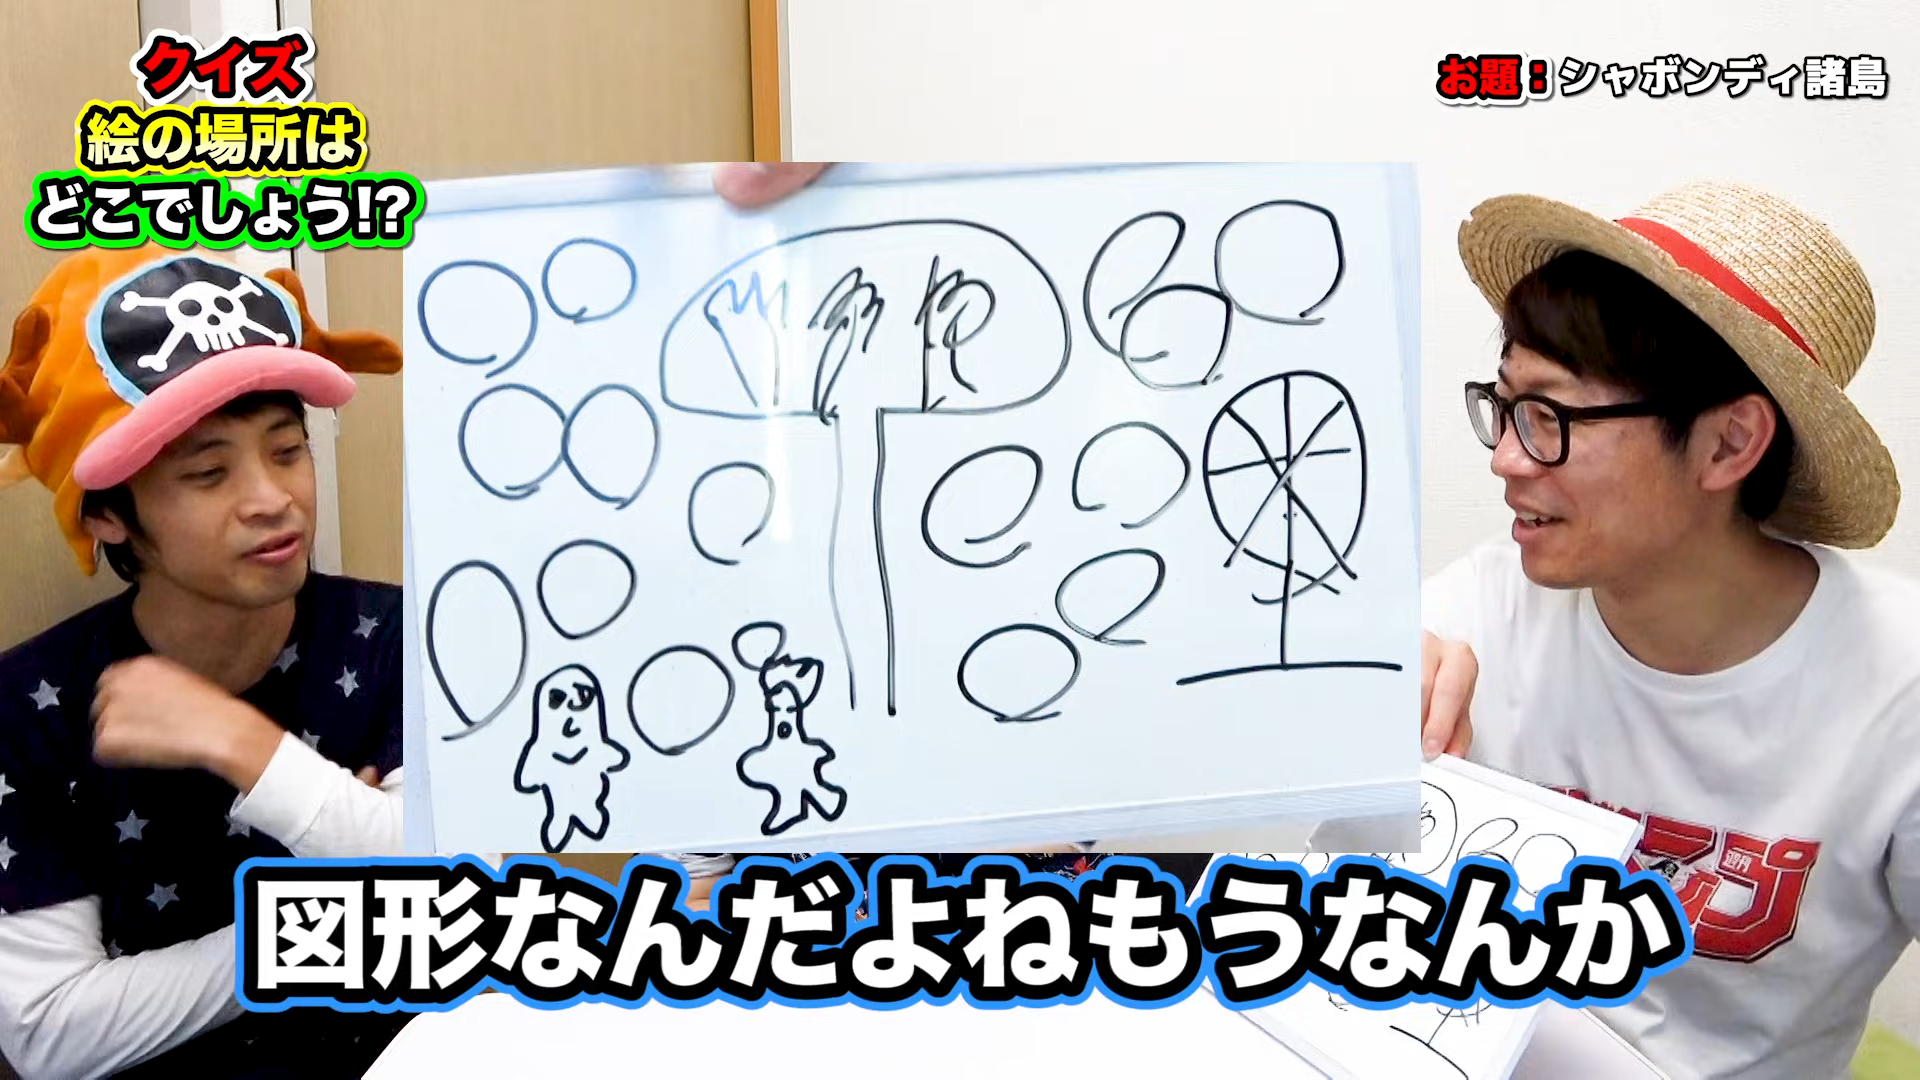 クイズ
絵の場所は
どこでしょう!?
お題：シャボンディ諸島
図形なんだよねもうなんか